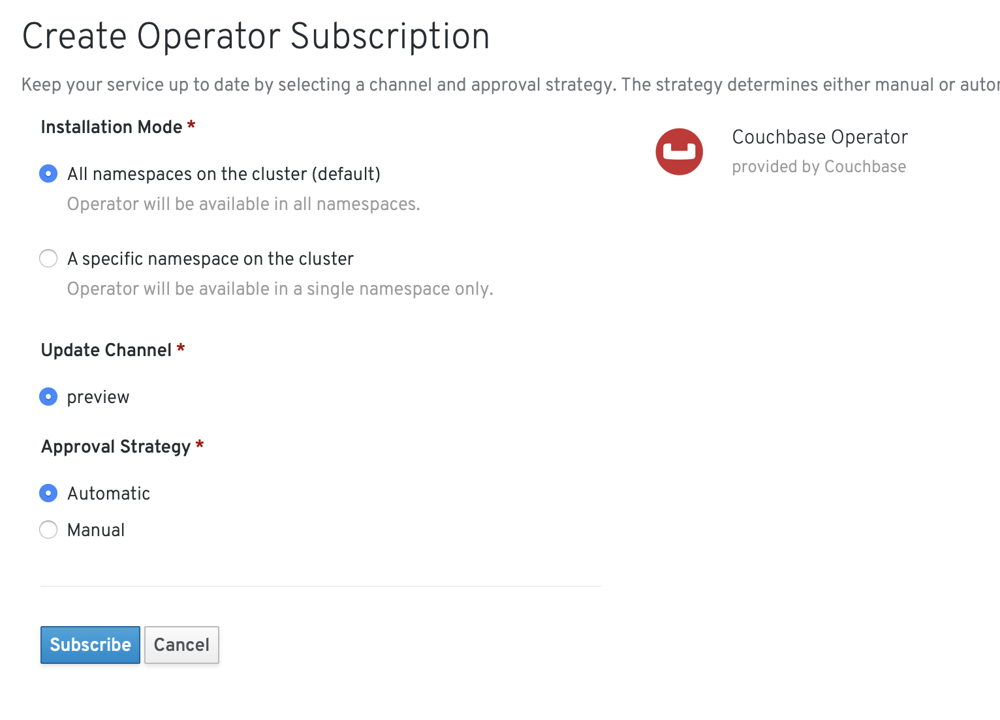 Create Operator Subscription
Keep your service up to date by selecting a channel and approval strategy. The strategy determines either manual or
Installation Mode *
All namespaces on the cluster (default)
Operator will be available in all namespaces.
A specific namespace on the cluster
Operator will be available in a single namespace only.
Update Channel *
preview
Approval Strategy *
Automatic
Manual
Subscribe Cancel
Couchbase Operator
provided by Couchbase